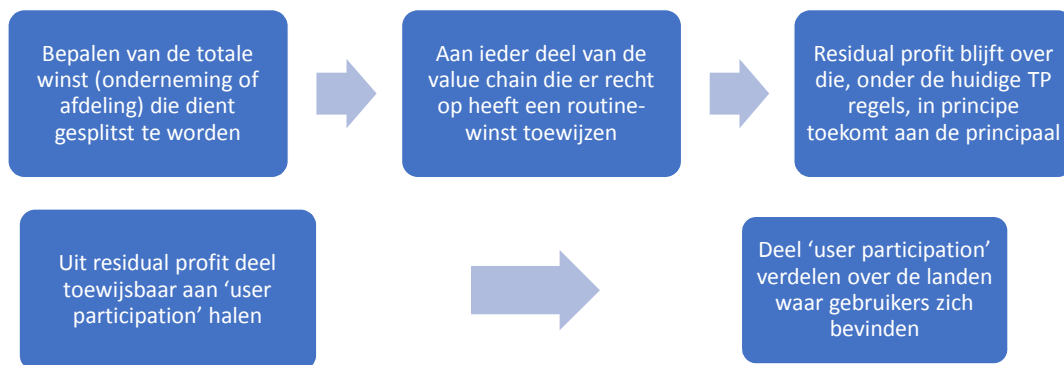 Bepalen van de totale
winst (onderneming of
afdeling) die dient
gesplitst te worden
Aan ieder deel van de
value chain die er recht
op heeft een routine-
winst toewijzen
Residual profit blijft over
die, onder de huidige TP
regels, in principe
toekomt aan de principaal
Uit residual profit deel
toewijsbaar aan ‘user
participation’ halen
Deel ‘user participation’
verdelen over de landen
waar gebruikers zich
bevinden